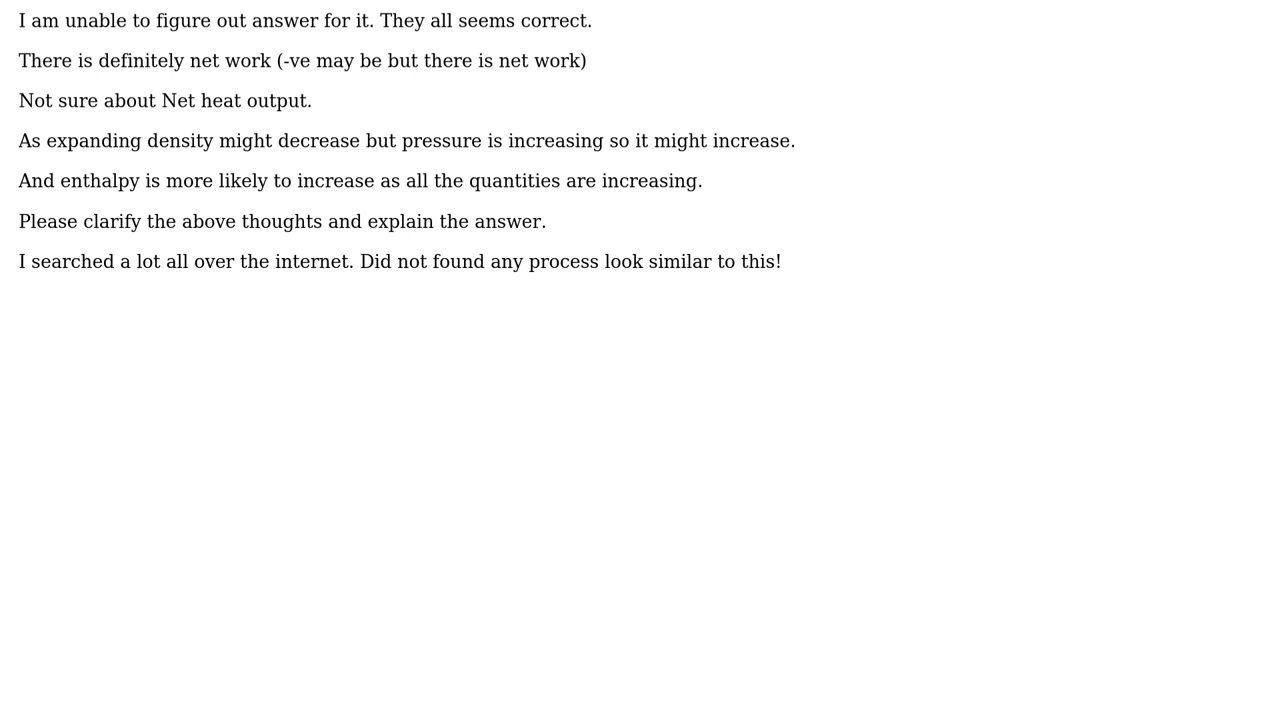 I am unable to figure out answer for it. They all seems correct.
There is definitely net work (-ve may be but there is net work)
Not sure about Net heat output.
As expanding density might decrease but pressure is increasing so it might increase.
And enthalpy is more likely to increase as all the quantities are increasing.
Please clarify the above thoughts and explain the answer.
I searched a lot all over the internet. Did not found any process look similar to this!